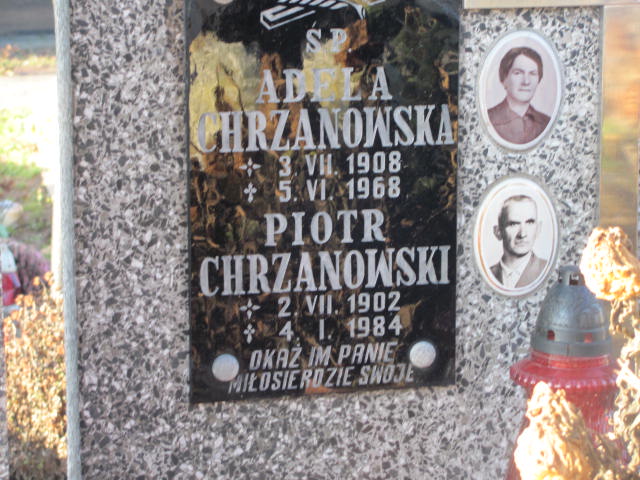 Ś.P.
ADELA
CHRZANOWSKA
3. VII. 1908
5. VI. 1968
PIOTR
CHRZANOWSKI
2. VII. 1902
4. I. 1984
OKAŻ IM PANIE
MIŁOSIERDZIE SWOJE